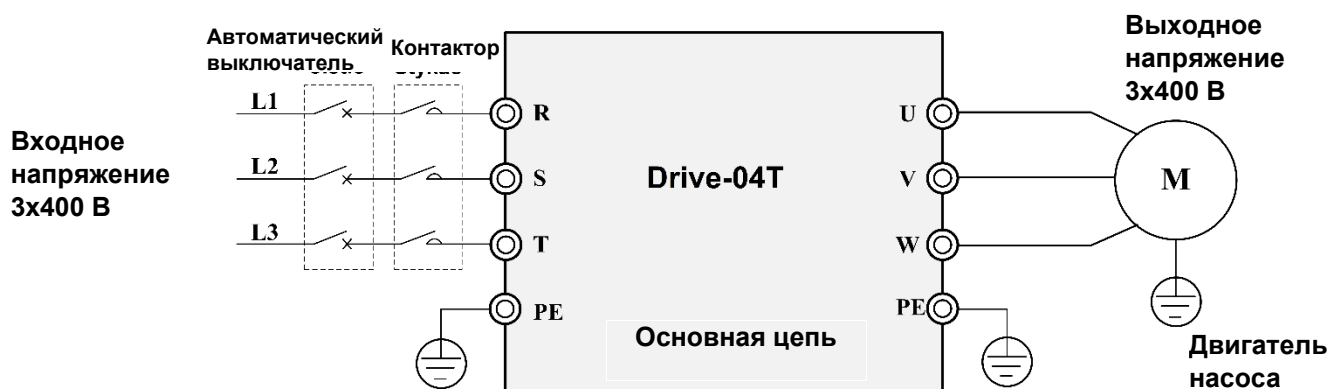 Автоматический
выключатель
Контактор
Выходное
напряжение
3x400 В
Входное
напряжение
3x400 В
L1
L2
L3
R
S
T
PE
Drive-04T
Основная цепь
U
V
W
PE
M
Двигатель
насоса